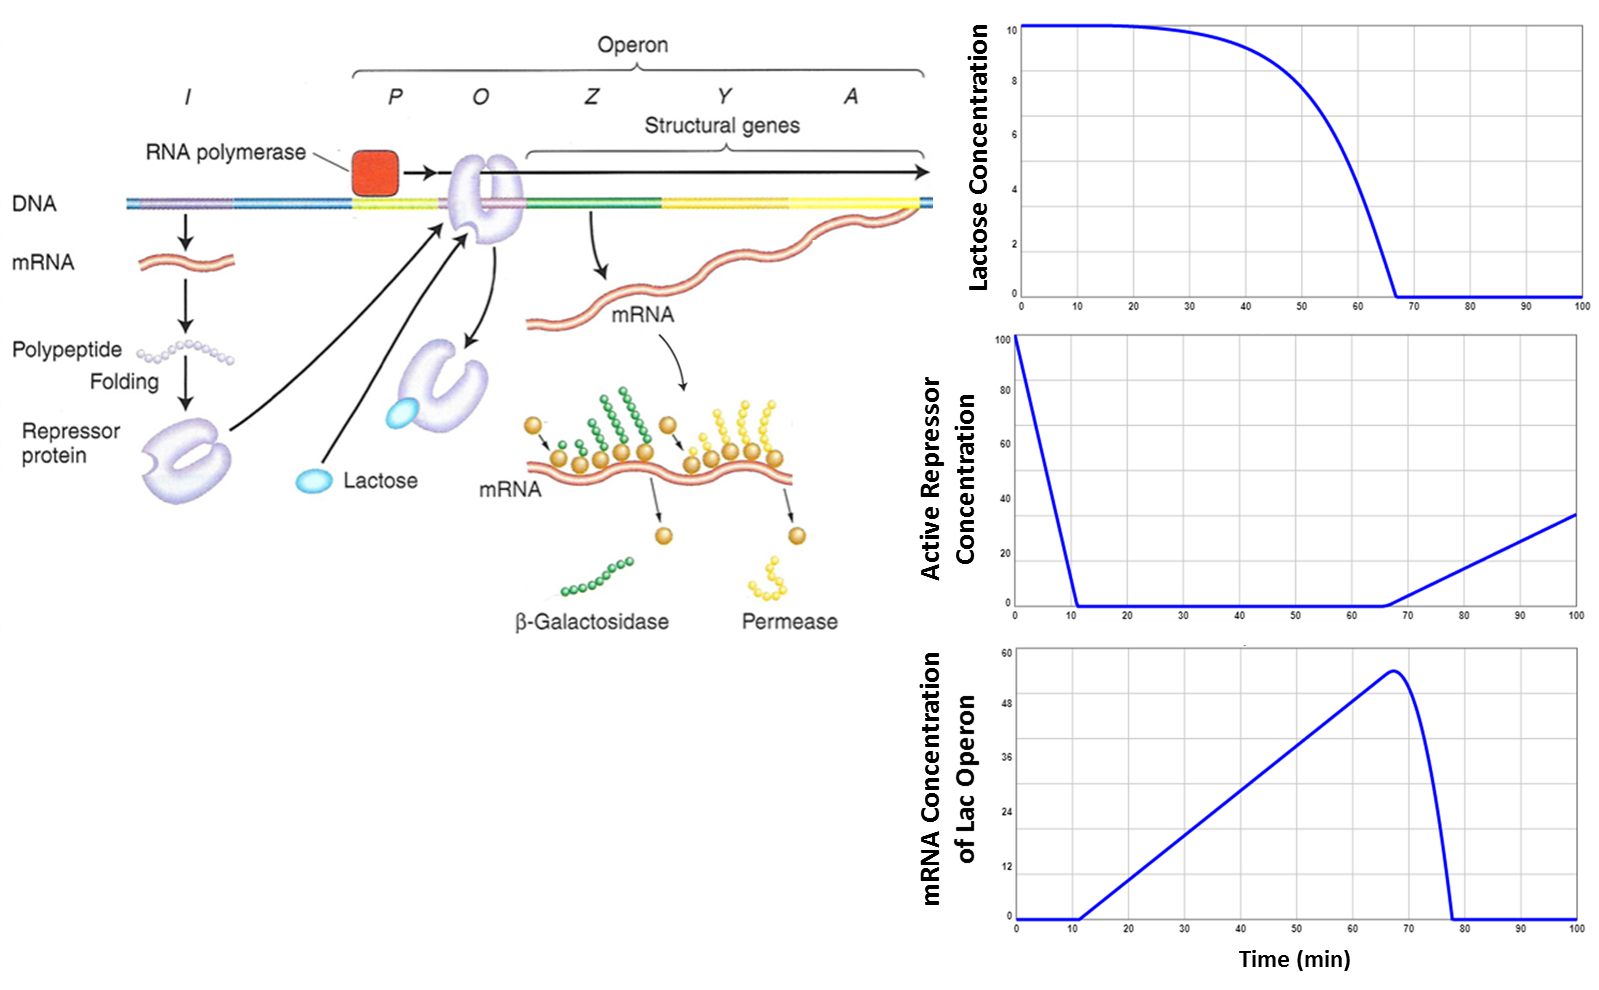 Operon
I P O Z Y A
Structural genes
RNA polymerase
DNA
mRNA
mRNA
Polypeptide
Folding
Repressor
protein
Lactose
mRNA
β-Galactosidase
Permease
Lactose Concentration
10
8
6
4
2
0
0 10 20 30 40 50 60 70 80 90 100
Active Repressor
Concentration
100
80
60
40
20
0
0 10 20 30 40 50 60 70 80 90 100
mRNA Concentration
of Lac Operon
60
48
36
24
12
0
0 10 20 30 40 50 60 70 80 90 100
Time (min)